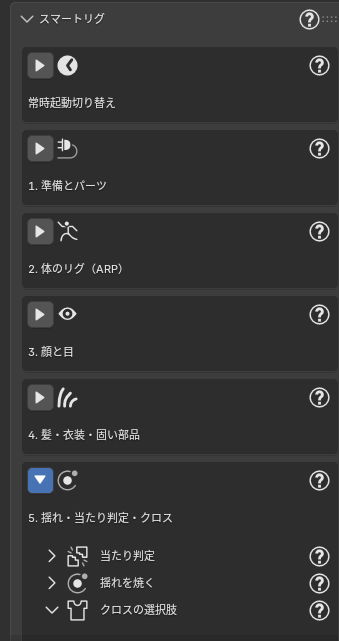 スマートリグ
常時起動切り替え
1. 準備とパーツ
2. 体のリグ（ARP）
3. 顔と目
4. 髪・衣装・固い部品
5. 揺れ・当たり判定・クロス
当たり判定
揺れを焼く
クロスの選択肢